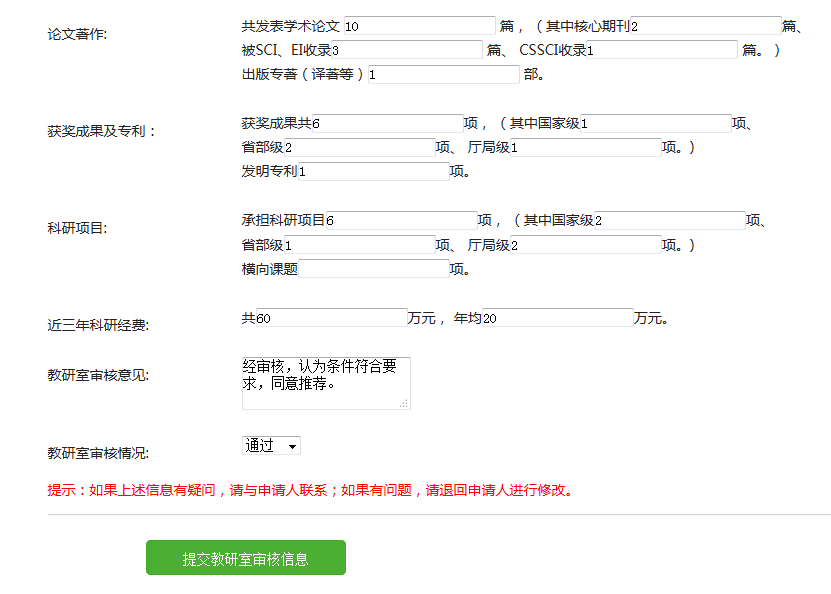 论文著作:
共发表学术论文 10 篇，（其中核心期刊2 篇、
被SCI、EI收录3 篇、 CSSCI收录1 篇。）
出版专著（译著等）1 部。
获奖成果及专利：
获奖成果共6 项，（其中国家级1 项、
省部级2 项、 厅局级1 项。）
发明专利1 项。
科研项目:
承担科研项目6 项，（其中国家级2 项、
省部级1 项、 厅局级2 项。）
横向课题 项。
近三年科研经费:
共60 万元， 年均20 万元。
教研室审核意见:
经审核，认为条件符合要
求，同意推荐。
教研室审核情况:
通过
提示：如果上述信息有疑问，请与申请人联系；如果有问题，请退回申请人进行修改。
提交教研室审核信息